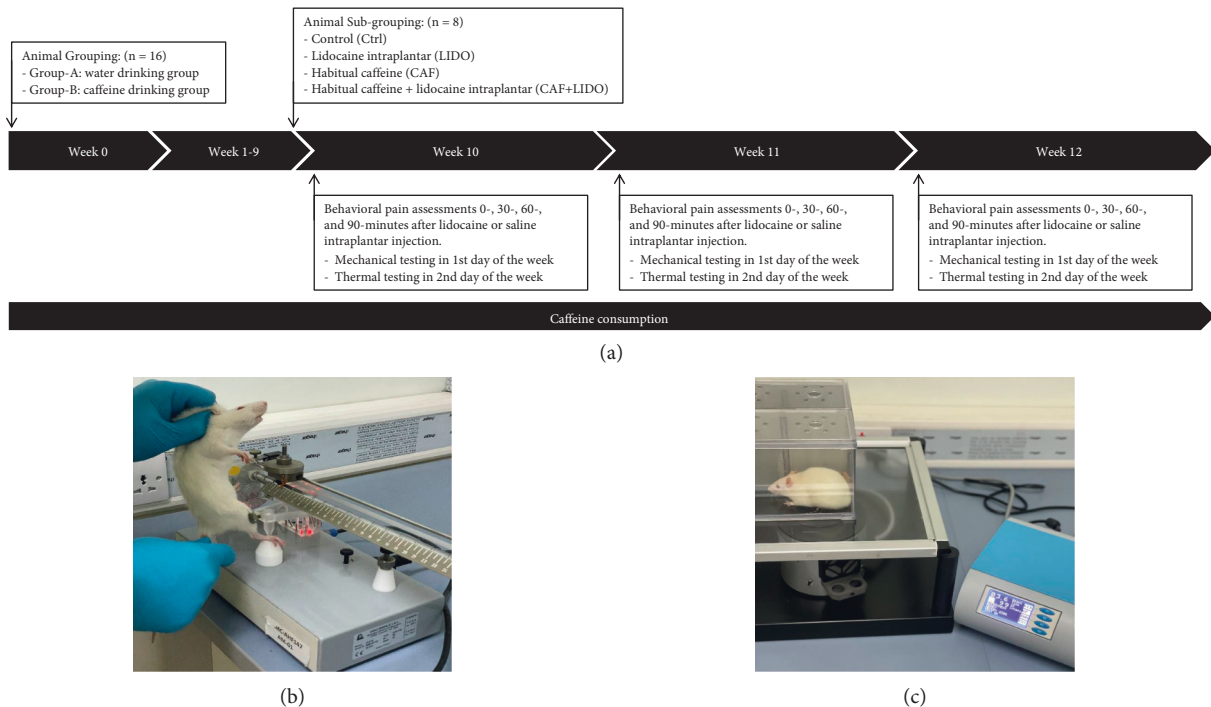 Animal Grouping: (n = 16)
- Group-A: water drinking group
- Group-B: caffeine drinking group
Animal Sub-grouping: (n = 8)
- Control (Ctrl)
- Lidocaine intraplantar (LIDO)
- Habitual caffeine (CAF)
- Habitual caffeine + lidocaine intraplantar (CAF+LIDO)
Week 0
Week 1-9
Week 10
Week 11
Week 12
Behavioral pain assessments 0-, 30-, 60-,
and 90-minutes after lidocaine or saline
intraplantar injection.
- Mechanical testing in 1st day of the week
- Thermal testing in 2nd day of the week
Behavioral pain assessments 0-, 30-, 60-,
and 90-minutes after lidocaine or saline
intraplantar injection.
- Mechanical testing in 1st day of the week
- Thermal testing in 2nd day of the week
Behavioral pain assessments 0-, 30-, 60-,
and 90-minutes after lidocaine or saline
intraplantar injection.
- Mechanical testing in 1st day of the week
- Thermal testing in 2nd day of the week
Caffeine consumption
(a)
(b)
(c)